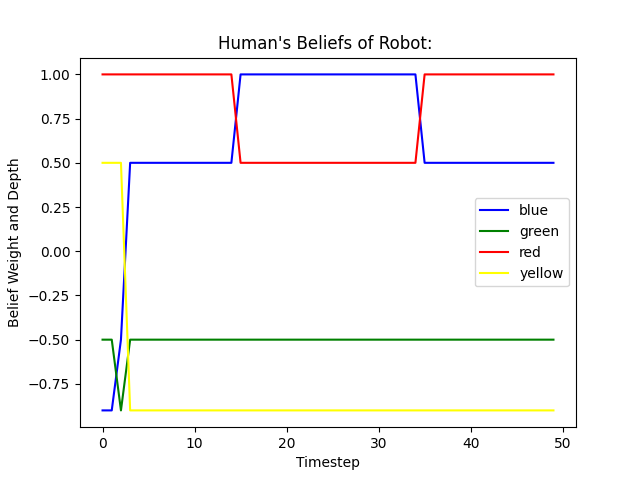 Human's Beliefs of Robot:
1.00
0.75
0.50
0.25
0.00
−0.25
−0.50
−0.75
Belief Weight and Depth
blue
green
red
yellow
0 10 20 30 40 50
Timestep